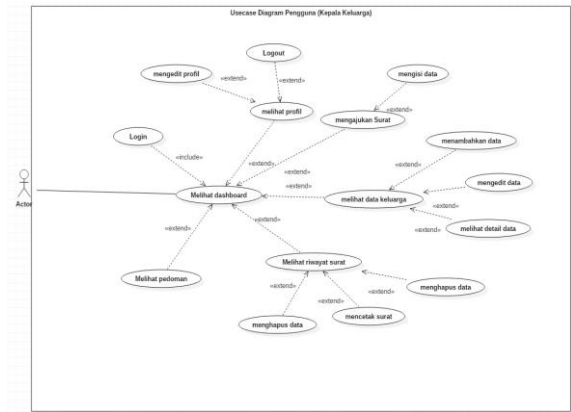 Usecase Diagram Pengguna (Kepala Keluarga)
Logout
mengedit profil
«extend»
«extend»
mengisi data
melihat profil
«extend»
mengajukan Surat
Login
menambahkan data
«include»
«extend»
«extend»
«extend»
mengedit data
Actor
Melihat dashboard
melihat data keluarga
«extend»
«extend»
«extend»
melihat detail data
«extend»
Melihat riwayat surat
Melihat pedoman
«extend»
«extend»
«extend»
menghapus data
menghapus data
mencetak surat